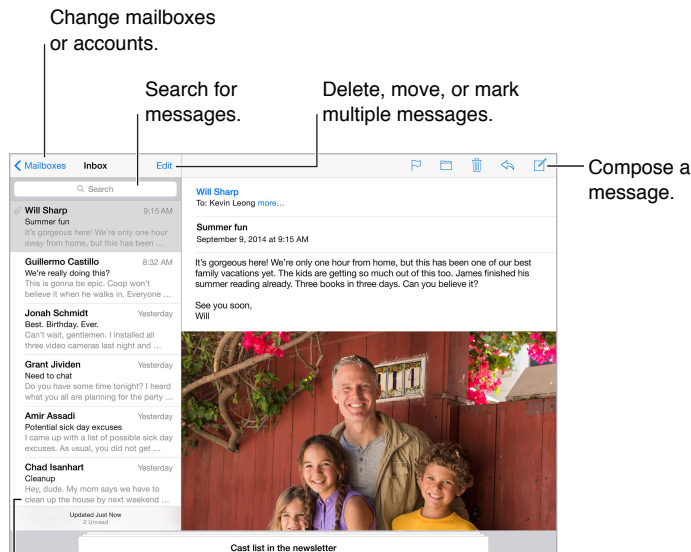 Change mailboxes
or accounts.
Search for
messages.
Delete, move, or mark
multiple messages.
Compose a
message.
Mailboxes Inbox Edit
Search
Will Sharp 9:15 AM
Summer fun
It's gorgeous here! We're only one hour
away from home, but this has been ...
Guillermo Castillo 8:32 AM
We're really doing this?
This is gonna be epic. Coop won't
believe it when he walks in. Everyone ...
Jonah Schmidt Yesterday
Best. Birthday. Ever.
Can't wait, gentlemen. I installed all
three video cameras last night and ...
Grant Jividen Yesterday
Need to chat
Do you have some time tonight? I heard
what you all are planning for the party ...
Amir Assadi Yesterday
Potential sick day excuses
I came up with a list of possible sick day
excuses. As usual, you did not get ...
Chad Isanhart Yesterday
Cleanup
Hey, dude. My mom says we have to
clean up the house by next weekend ...
Updated Just Now
2 Unread
Will Sharp
To: Kevin Leong more...
Summer fun
September 9, 2014 at 9:15 AM
It's gorgeous here! We're only one hour from home, but this has been one of our best
family vacations yet. The kids are getting so much out of this too. James finished his
summer reading already. Three books in three days. Can you believe it?
See you soon,
Will
Cast list in the newsletter